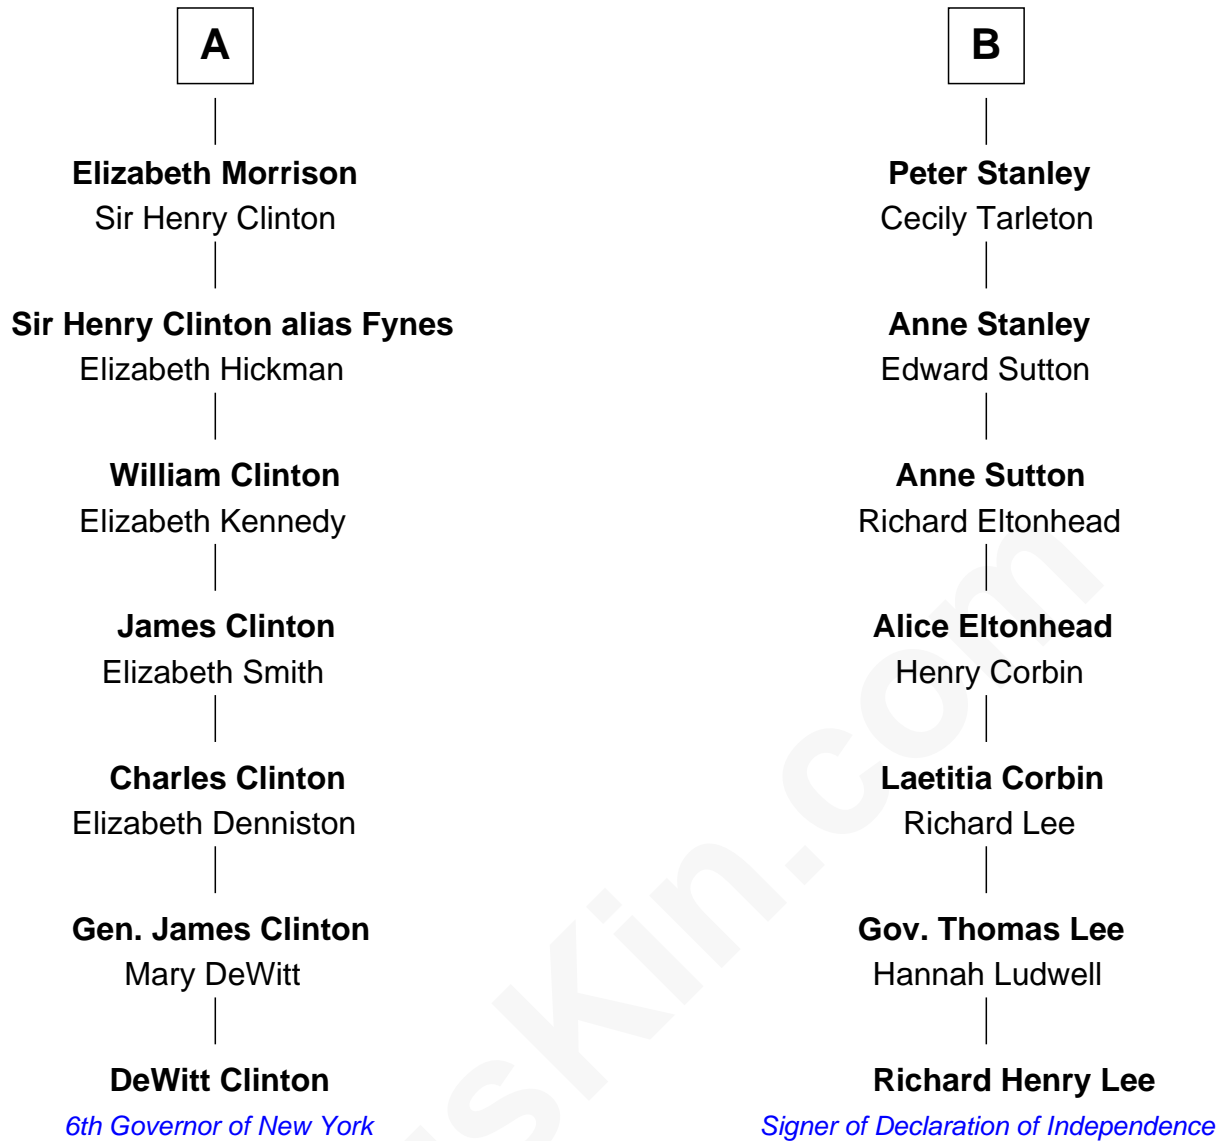 A
Elizabeth Morrison
Sir Henry Clinton
Sir Henry Clinton alias Fynes
Elizabeth Hickman
William Clinton
Elizabeth Kennedy
James Clinton
Elizabeth Smith
Charles Clinton
Elizabeth Denniston
Gen. James Clinton
Mary DeWitt
DeWitt Clinton
6th Governor of New York
B
Peter Stanley
Cecily Tarleton
Anne Stanley
Edward Sutton
Anne Sutton
Richard Eltonhead
Alice Eltonhead
Henry Corbin
Laetitia Corbin
Richard Lee
Gov. Thomas Lee
Hannah Ludwell
Richard Henry Lee
Signer of Declaration of Independence